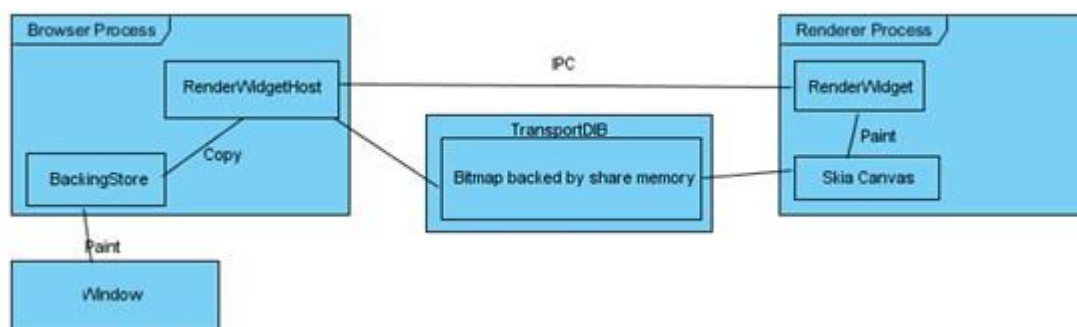 Browser Process
Renderer Process
IPC
RenderWidgetHost
RenderWidget
TransportDIB
Paint
Copy
BackingStore
Bitmap backed by share memory
Skia Canvas
Paint
Window